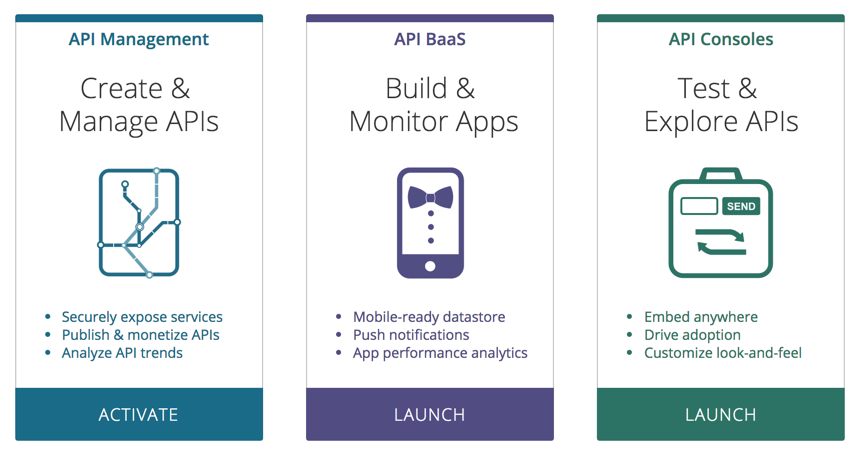 API Management
Create &
Manage APIs
• Securely expose services
• Publish & monetize APIs
• Analyze API trends
ACTIVATE
API BaaS
Build &
Monitor Apps
• Mobile-ready datastore
• Push notifications
• App performance analytics
LAUNCH
API Consoles
Test &
Explore APIs
SEND
• Embed anywhere
• Drive adoption
• Customize look-and-feel
LAUNCH